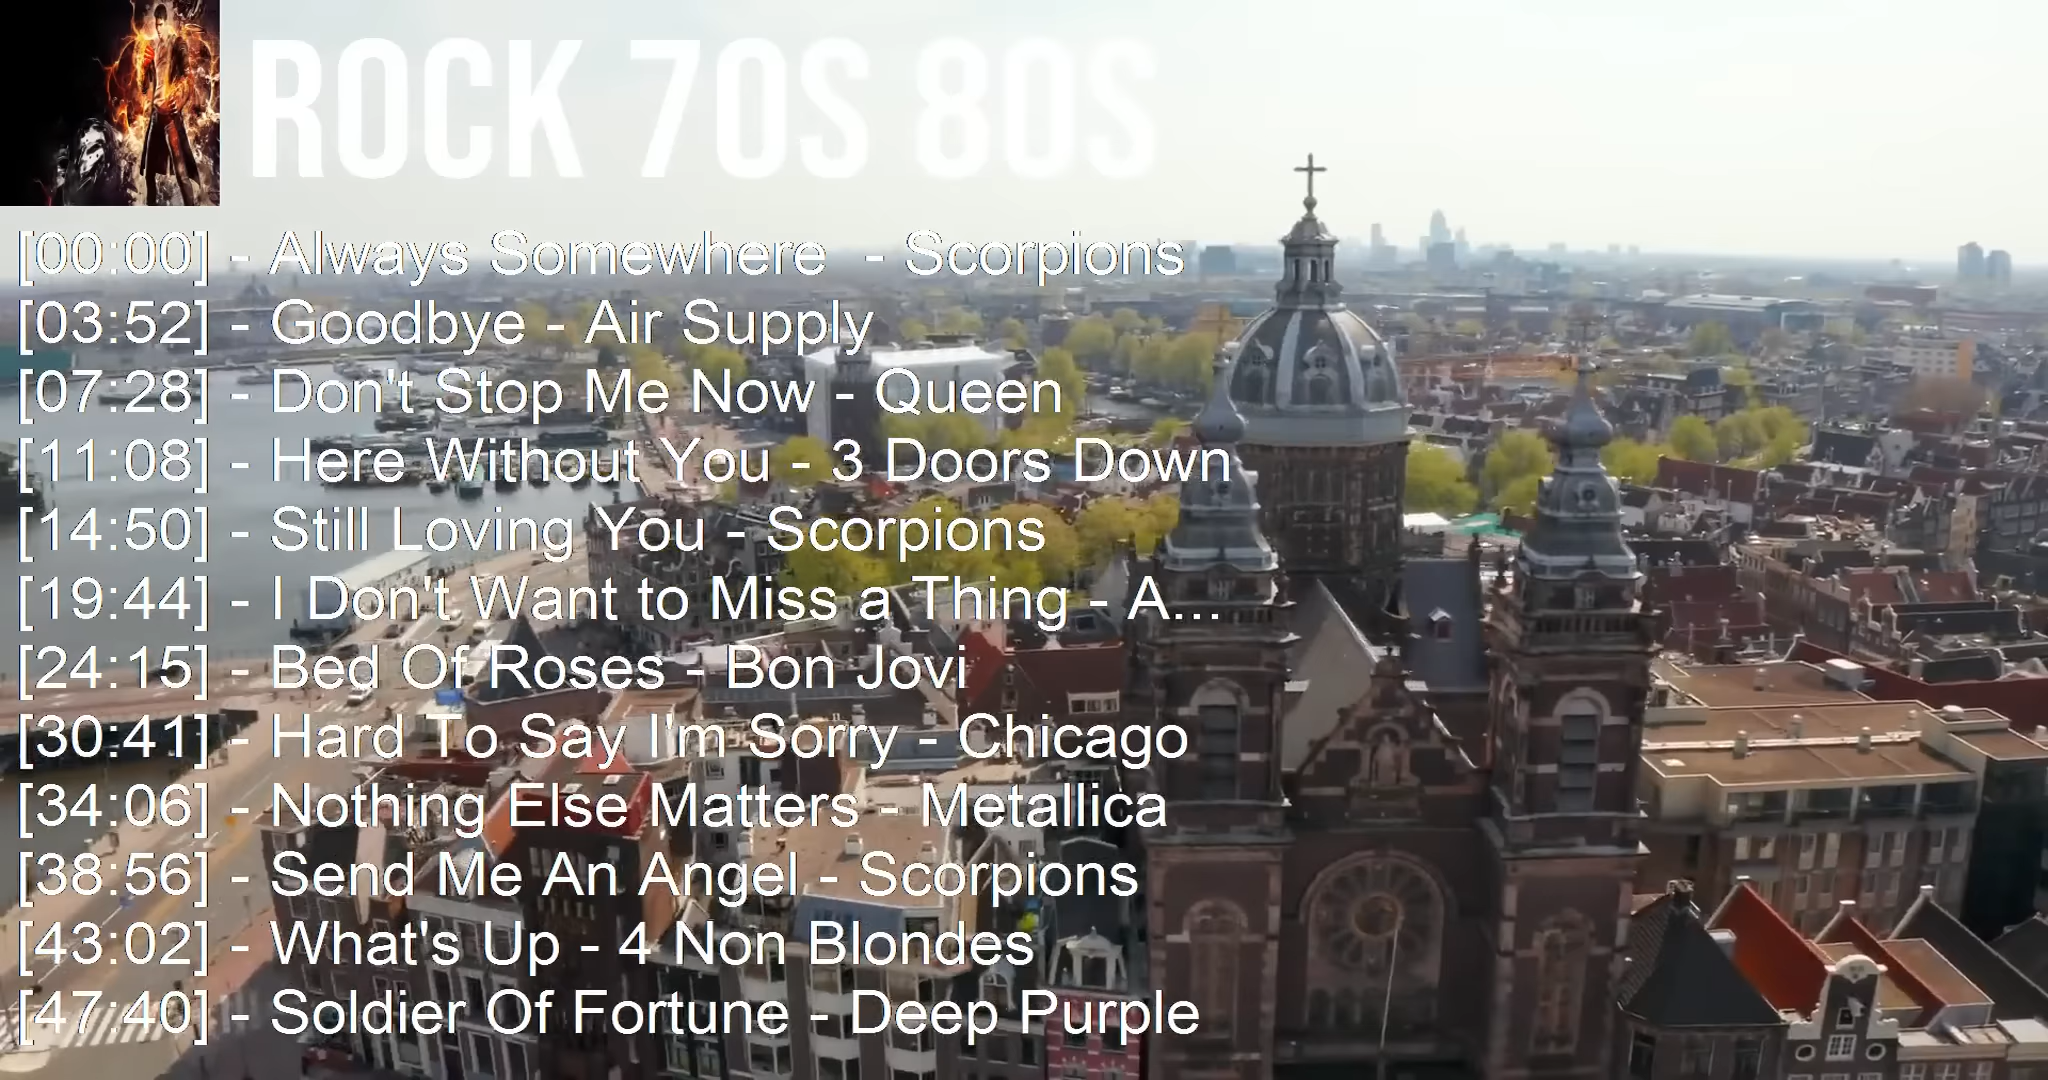 ROCK 70S 80S
[00:00] - Always Somewhere  - Scorpions
[03:52] - Goodbye - Air Supply
[07:28] - Don't Stop Me Now - Queen
[11:08] - Here Without You - 3 Doors Down
[14:50] - Still Loving You - Scorpions
[19:44] - I Don't Want to Miss a Thing - A...
[24:15] - Bed Of Roses - Bon Jovi
[30:41] - Hard To Say I'm Sorry - Chicago
[34:06] - Nothing Else Matters - Metallica
[38:56] - Send Me An Angel - Scorpions
[43:02] - What's Up - 4 Non Blondes
[47:40] - Soldier Of Fortune - Deep Purple